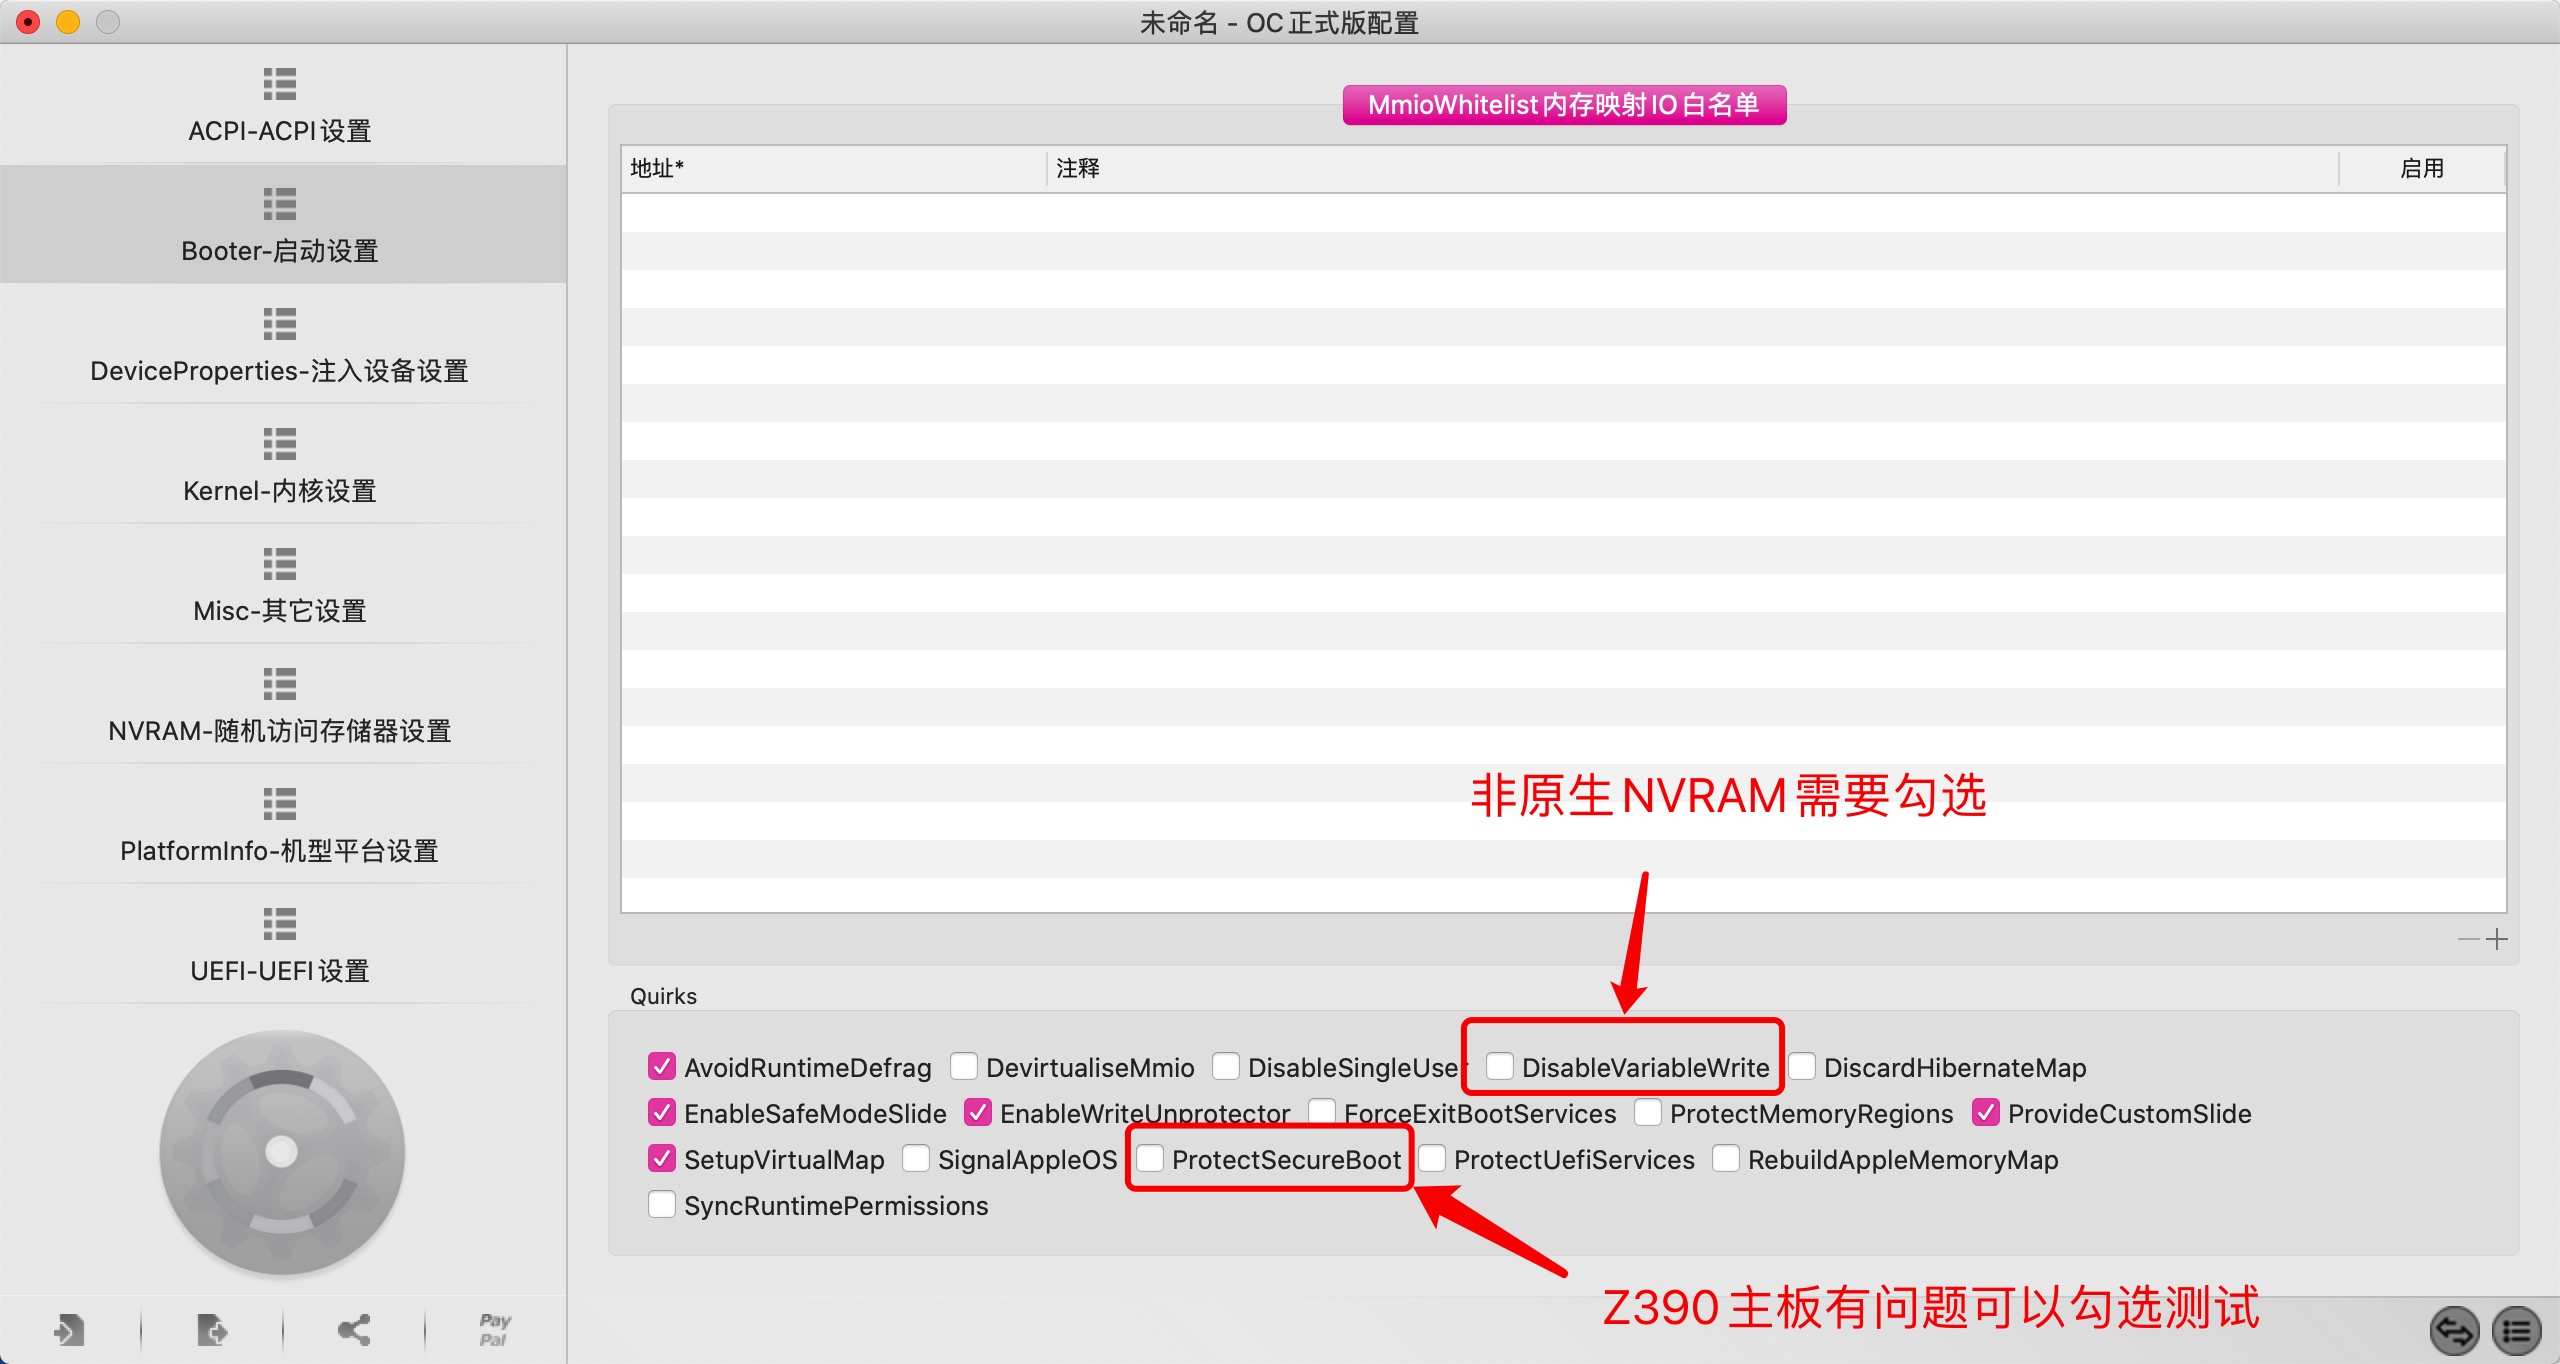 未命名 - OC正式版配置
ACPI-ACPI设置
Booter-启动设置
DeviceProperties-注入设备设置
Kernel-内核设置
Misc-其它设置
NVRAM-随机访问存储器设置
PlatformInfo-机型平台设置
UEFI-UEFI设置
Pay
Pal
MmioWhitelist内存映射IO白名单
地址* 注释 启用
非原生NVRAM需要勾选
Quirks
AvoidRuntimeDefrag DevirtualiseMmio DisableSingleUser DisableVariableWrite DiscardHibernateMap
EnableSafeModeSlide EnableWriteUnprotector ForceExitBootServices ProtectMemoryRegions ProvideCustomSlide
SetupVirtualMap SignalAppleOS ProtectSecureBoot ProtectUefiServices RebuildAppleMemoryMap
SyncRuntimePermissions
Z390主板有问题可以勾选测试